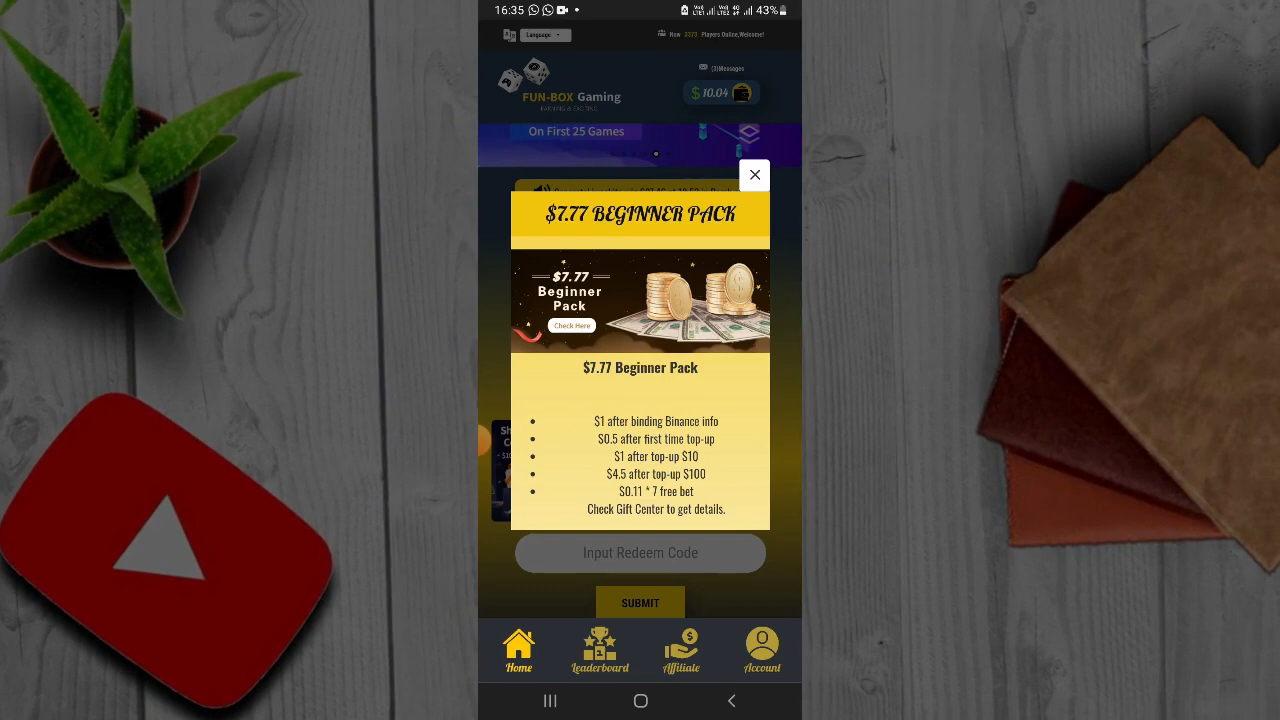 16:35
43%
Language
Now 3373 Players Online,Welcome!
FUN-BOX Gaming
(3)Messages
$ 10.04
On First 25 Games
$7.77 BEGINNER PACK
$7.77
Beginner
Pack
Check Here
$7.77 Beginner Pack
$1 after binding Binance info
$0.5 after first time top-up
$1 after top-up $10
$4.5 after top-up $100
$0.11 * 7 free bet
Check Gift Center to get details.
Input Redeem Code
SUBMIT
Home
Leaderboard
Affiliate
Account